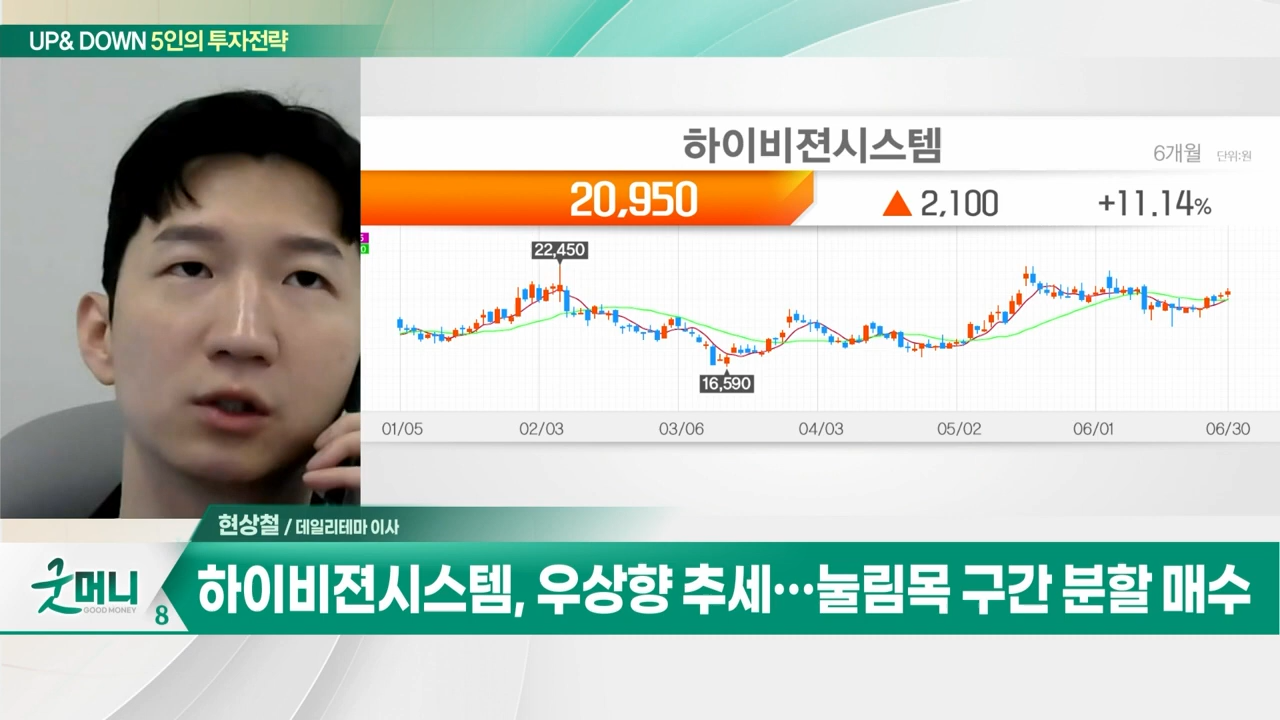 UP& DOWN 5인의 투자전략
하이비젼시스템
6개월 단위:원
20,950 ▲ 2,100 +11.14%
22,450
16,590
01/05 02/03 03/06 04/03 05/02 06/01 06/30
현상철 / 데일리테마 이사
굿머니
GOOD MONEY
8
하이비젼시스템, 우상향 추세…눌림목 구간 분할 매수